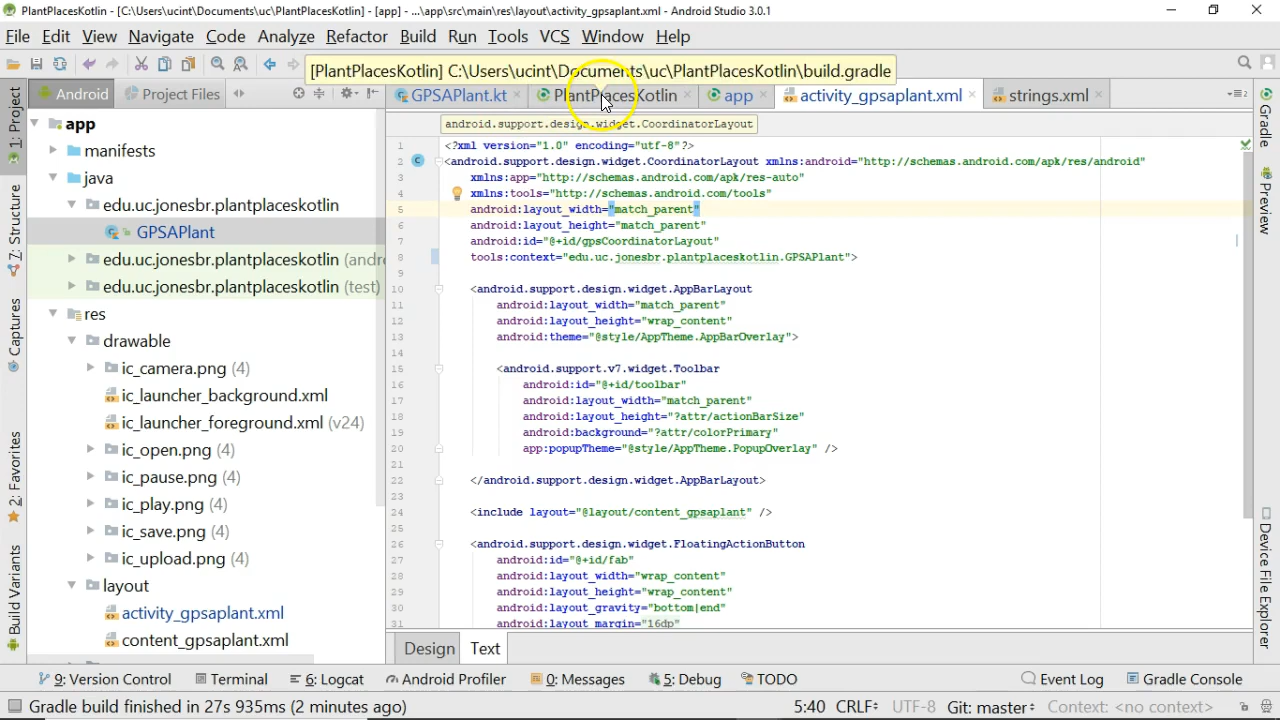 PlantPlacesKotlin - [C:\Users\ucint\Documents\uc\PlantPlacesKotlin] - [app] - ...\app\src\main\res\layout\activity_gpsaplant.xml - Android Studio 3.0.1
File Edit View Navigate Code Analyze Refactor Build Run Tools VCS Window Help
[PlantPlacesKotlin] C:\Users\ucint\Documents\uc\PlantPlacesKotlin\build.gradle
Android Project Files
GPSAPlant.kt PlantPlacesKotlin app activity_gpsaplant.xml strings.xml
android.support.design.widget.CoordinatorLayout
1: Project
Z: Structure
Captures
2: Favorites
Build Variants
app
manifests
java
edu.uc.jonesbr.plantplaceskotlin
GPSAPlant
edu.uc.jonesbr.plantplaceskotlin (andr
edu.uc.jonesbr.plantplaceskotlin (test)
res
drawable
ic_camera.png (4)
ic_launcher_background.xml
ic_launcher_foreground.xml (v24)
ic_open.png (4)
ic_pause.png (4)
ic_play.png (4)
ic_save.png (4)
ic_upload.png (4)
layout
activity_gpsaplant.xml
content_gpsaplant.xml
1 <?xml version="1.0" encoding="utf-8"?>
2 <android.support.design.widget.CoordinatorLayout xmlns:android="http://schemas.android.com/apk/res/android"
3 xmlns:app="http://schemas.android.com/apk/res-auto"
4 xmlns:tools="http://schemas.android.com/tools"
5 android:layout_width="match_parent"
6 android:layout_height="match_parent"
7 android:id="@+id/gpsCoordinatorLayout"
8 tools:context="edu.uc.jonesbr.plantplaceskotlin.GPSAPlant">
9
10 <android.support.design.widget.AppBarLayout
11 android:layout_width="match_parent"
12 android:layout_height="wrap_content"
13 android:theme="@style/AppTheme.AppBarOverlay">
14
15 <android.support.v7.widget.Toolbar
16 android:id="@+id/toolbar"
17 android:layout_width="match_parent"
18 android:layout_height="?attr/actionBarSize"
19 android:background="?attr/colorPrimary"
20 app:popupTheme="@style/AppTheme.PopupOverlay" />
21
22 </android.support.design.widget.AppBarLayout>
23
24 <include layout="@layout/content_gpsaplant" />
25
26 <android.support.design.widget.FloatingActionButton
27 android:id="@+id/fab"
28 android:layout_width="wrap_content"
29 android:layout_height="wrap_content"
30 android:layout_gravity="bottom|end"
31 android:layout_margin="16dp"
Gradle
Preview
Device File Explorer
Design Text
9: Version Control Terminal 6: Logcat Android Profiler 0: Messages 5: Debug TODO Event Log Gradle Console
Gradle build finished in 27s 935ms (2 minutes ago) 5:40 CRLF UTF-8 Git: master Context: <no context>